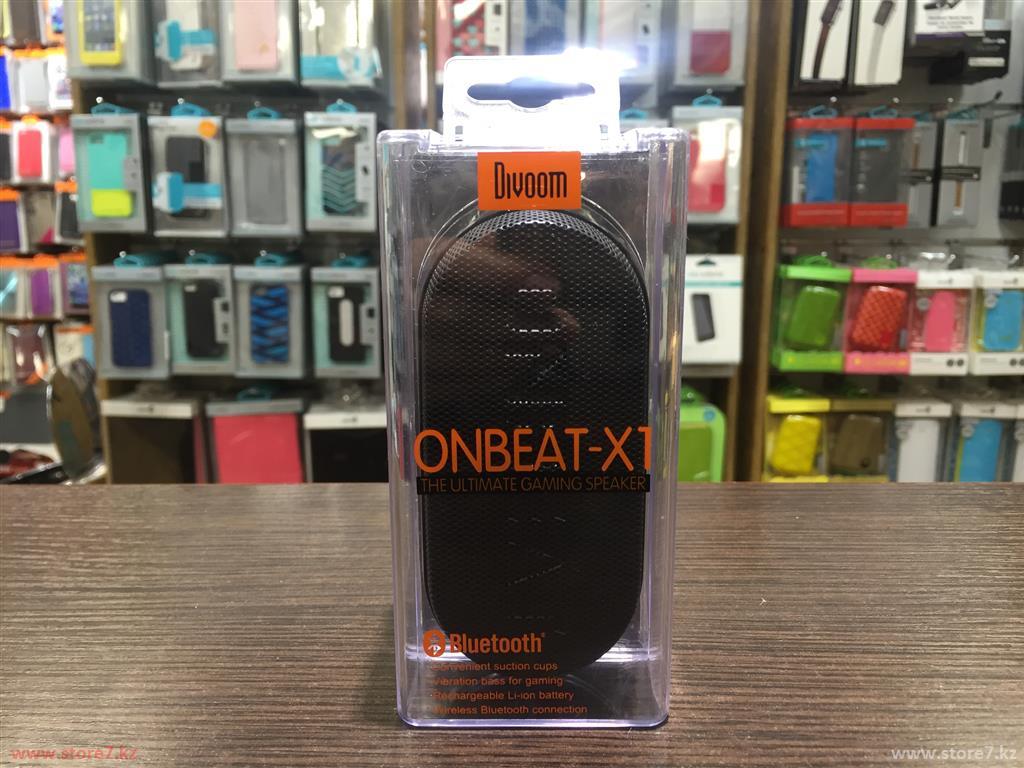 Divoom
ONBEAT-X1
THE ULTIMATE GAMING SPEAKER
Bluetooth®
Convenient suction cups
Vibration bass for gaming
Rechargeable Li-ion battery
Wireless Bluetooth connection
www.store7.kz
www.store7.kz